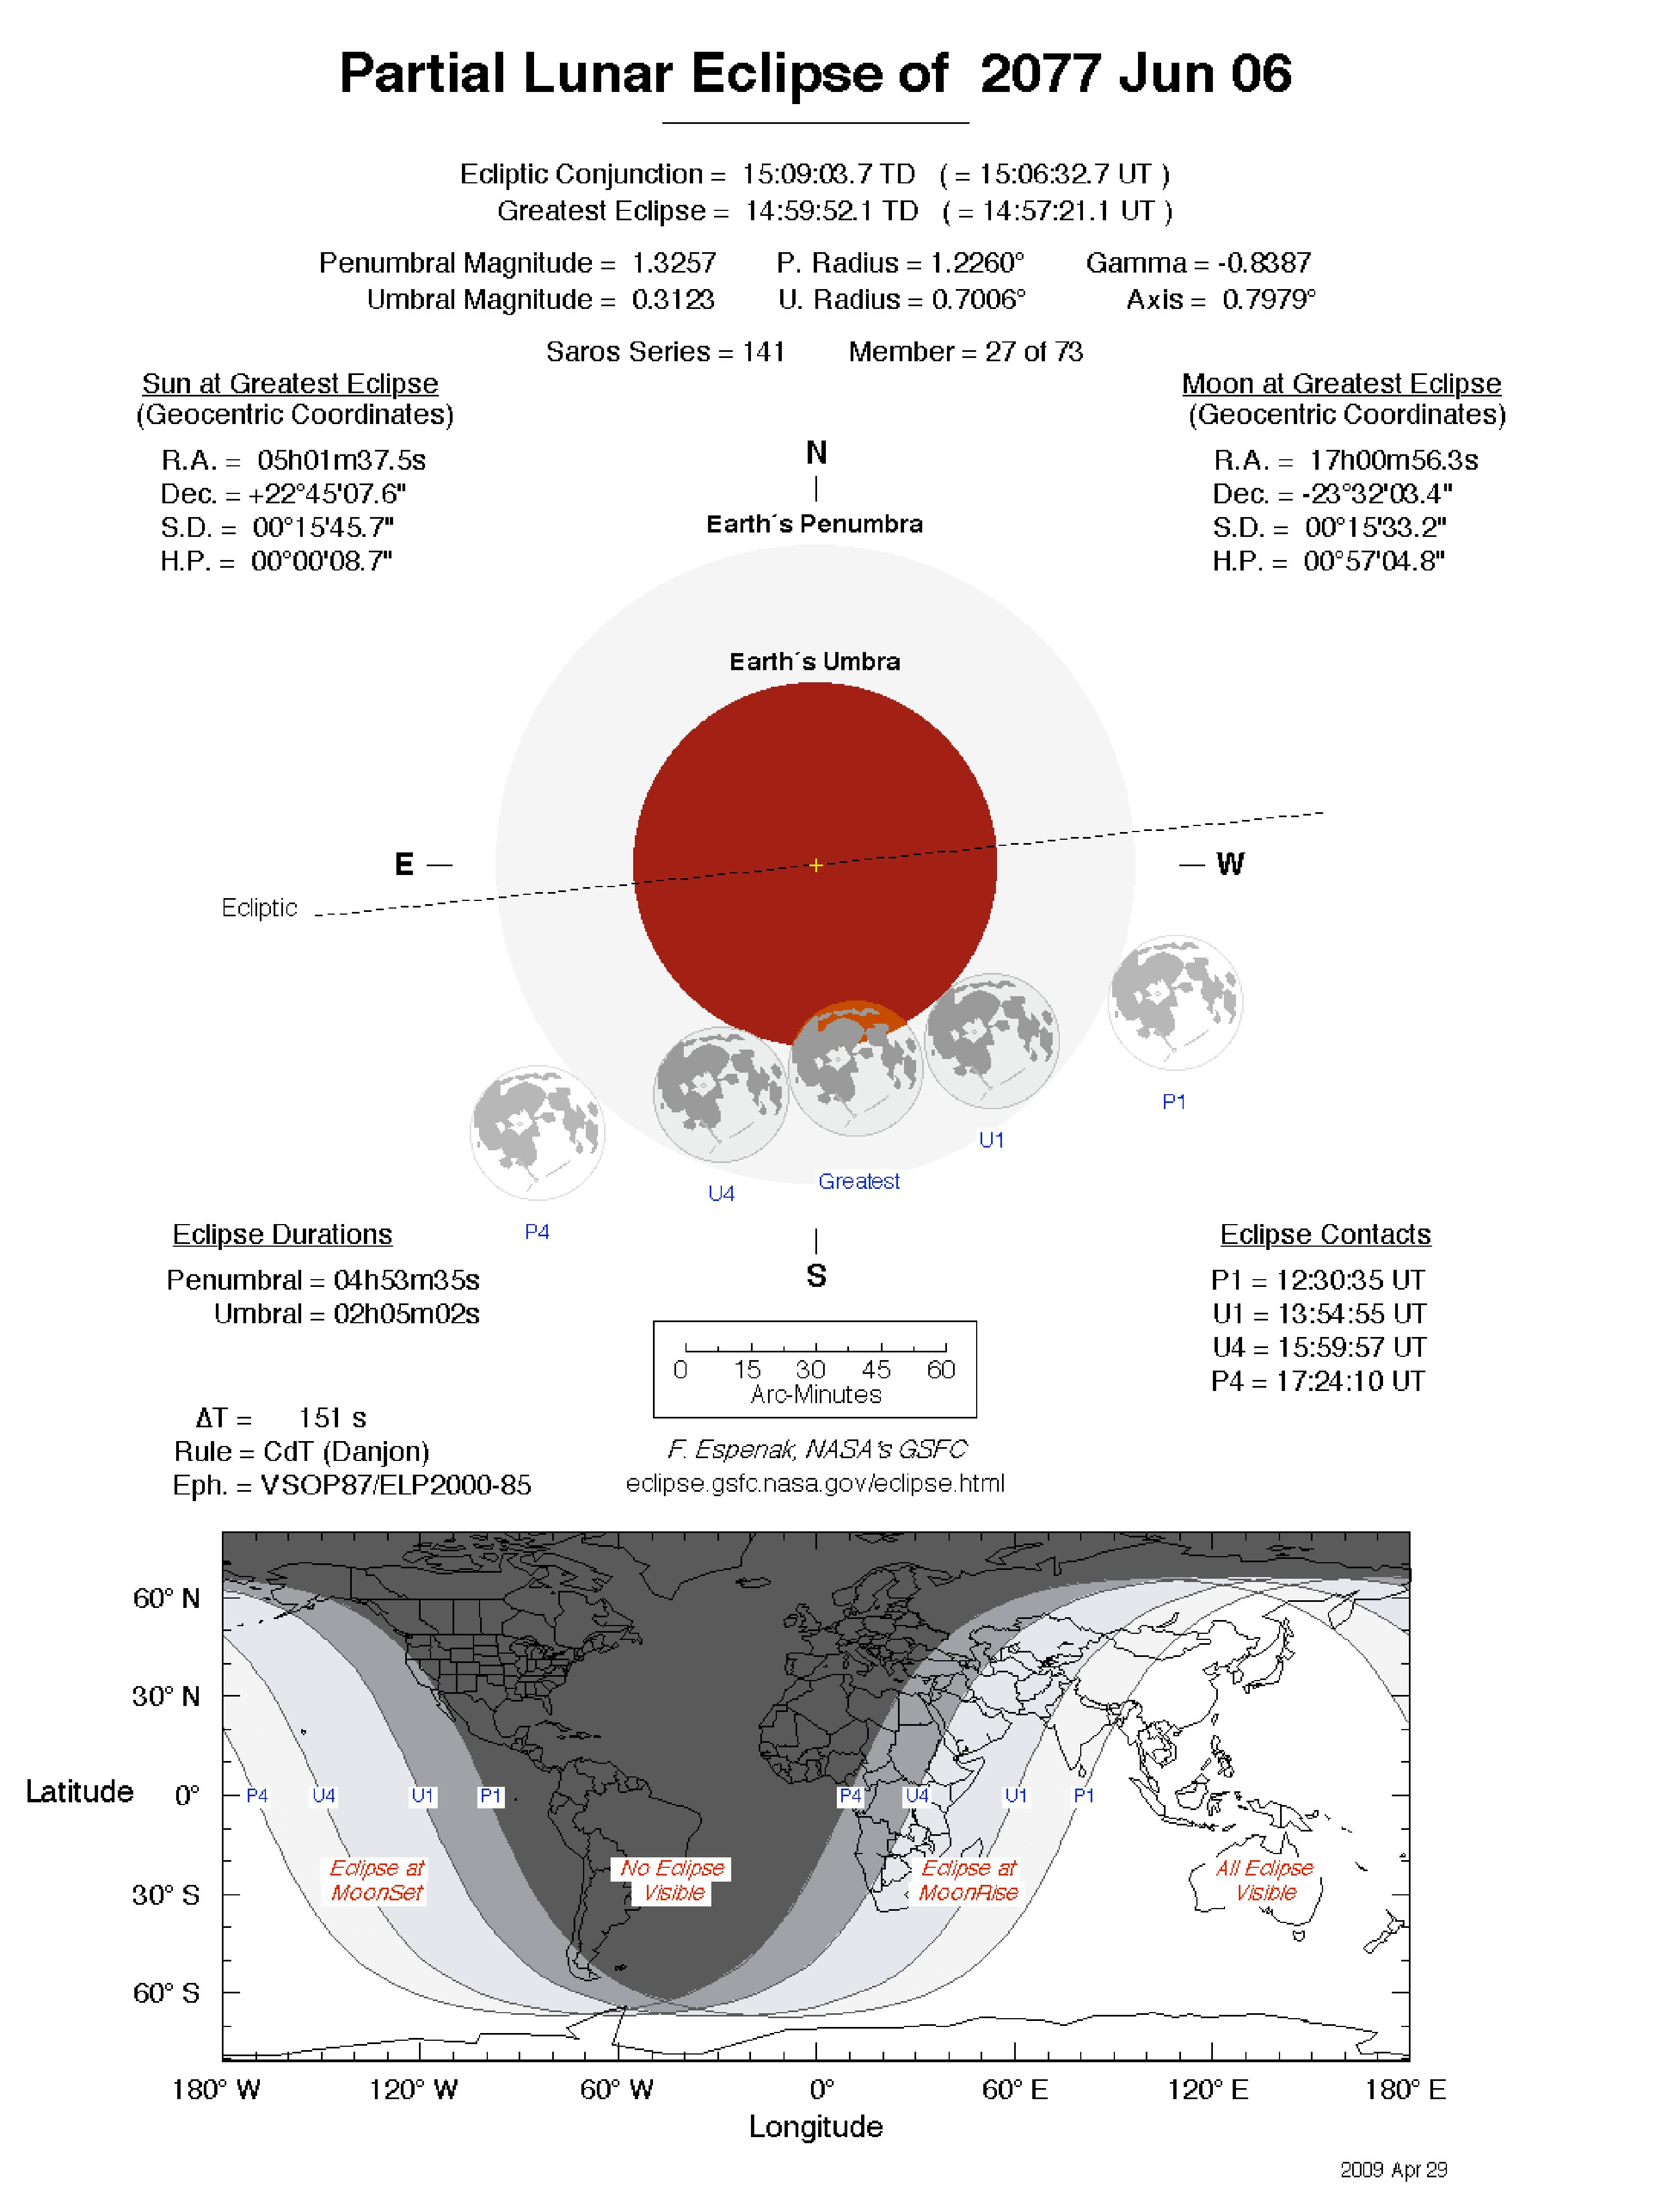 Partial Lunar Eclipse of 2077 Jun 06
Ecliptic Conjunction = 15:09:03.7 TD ( = 15:06:32.7 UT )
Greatest Eclipse = 14:59:52.1 TD ( = 14:57:21.1 UT )
Penumbral Magnitude = 1.3257 P. Radius = 1.2260° Gamma = -0.8387
Umbral Magnitude = 0.3123 U. Radius = 0.7006° Axis = 0.7979°
Saros Series = 141 Member = 27 of 73
Sun at Greatest Eclipse
(Geocentric Coordinates)
R.A. = 05h01m37.5s
Dec. = +22°45'07.6"
S.D. = 00°15'45.7"
H.P. = 00°00'08.7"
Moon at Greatest Eclipse
(Geocentric Coordinates)
R.A. = 17h00m56.3s
Dec. = -23°32'03.4"
S.D. = 00°15'33.2"
H.P. = 00°57'04.8"
N
Earth´s Penumbra
Earth´s Umbra
E
W
Ecliptic
P1
U1
Greatest
U4
P4
S
Eclipse Durations
Penumbral = 04h53m35s
Umbral = 02h05m02s
Eclipse Contacts
P1 = 12:30:35 UT
U1 = 13:54:55 UT
U4 = 15:59:57 UT
P4 = 17:24:10 UT
0 15 30 45 60
Arc-Minutes
ΔT = 151 s
Rule = CdT (Danjon)
Eph. = VSOP87/ELP2000-85
F. Espenak, NASA's GSFC
eclipse.gsfc.nasa.gov/eclipse.html
60° N
30° N
Latitude 0°
30° S
60° S
P4 U4 U1 P1 P4 U4 U1 P1
Eclipse at
MoonSet
No Eclipse
Visible
Eclipse at
MoonRise
All Eclipse
Visible
180° W 120° W 60° W 0° 60° E 120° E 180° E
Longitude
2009 Apr 29